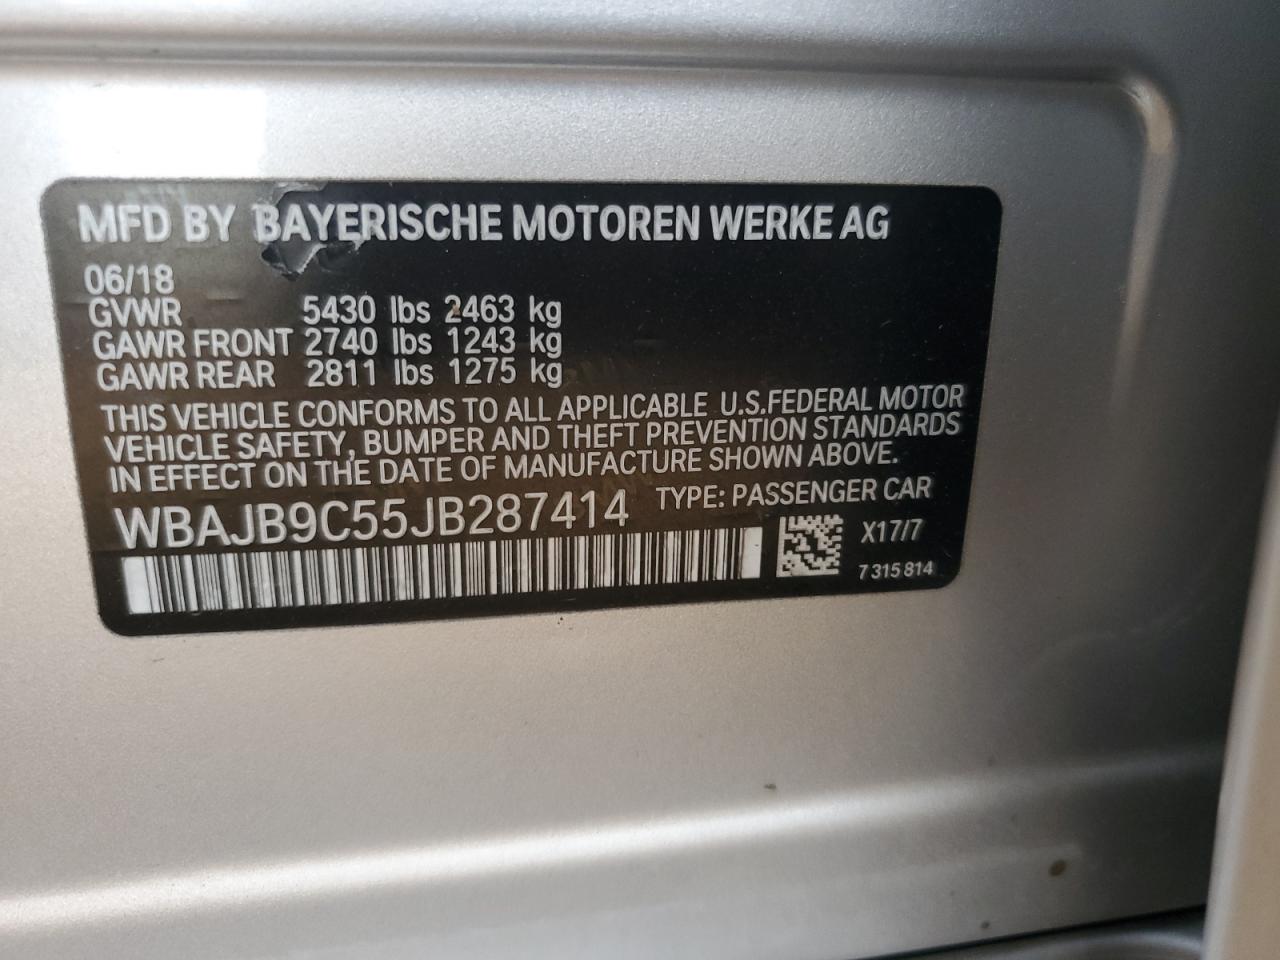 MFD BY BAYERISCHE MOTOREN WERKE AG
06/18
GVWR 5430 lbs 2463 kg
GAWR FRONT 2740 lbs 1243 kg
GAWR REAR 2811 lbs 1275 kg
THIS VEHICLE CONFORMS TO ALL APPLICABLE U.S.FEDERAL MOTOR
VEHICLE SAFETY, BUMPER AND THEFT PREVENTION STANDARDS
IN EFFECT ON THE DATE OF MANUFACTURE SHOWN ABOVE.
WBAJB9C55JB287414 TYPE: PASSENGER CAR
X17/7
7 315 814